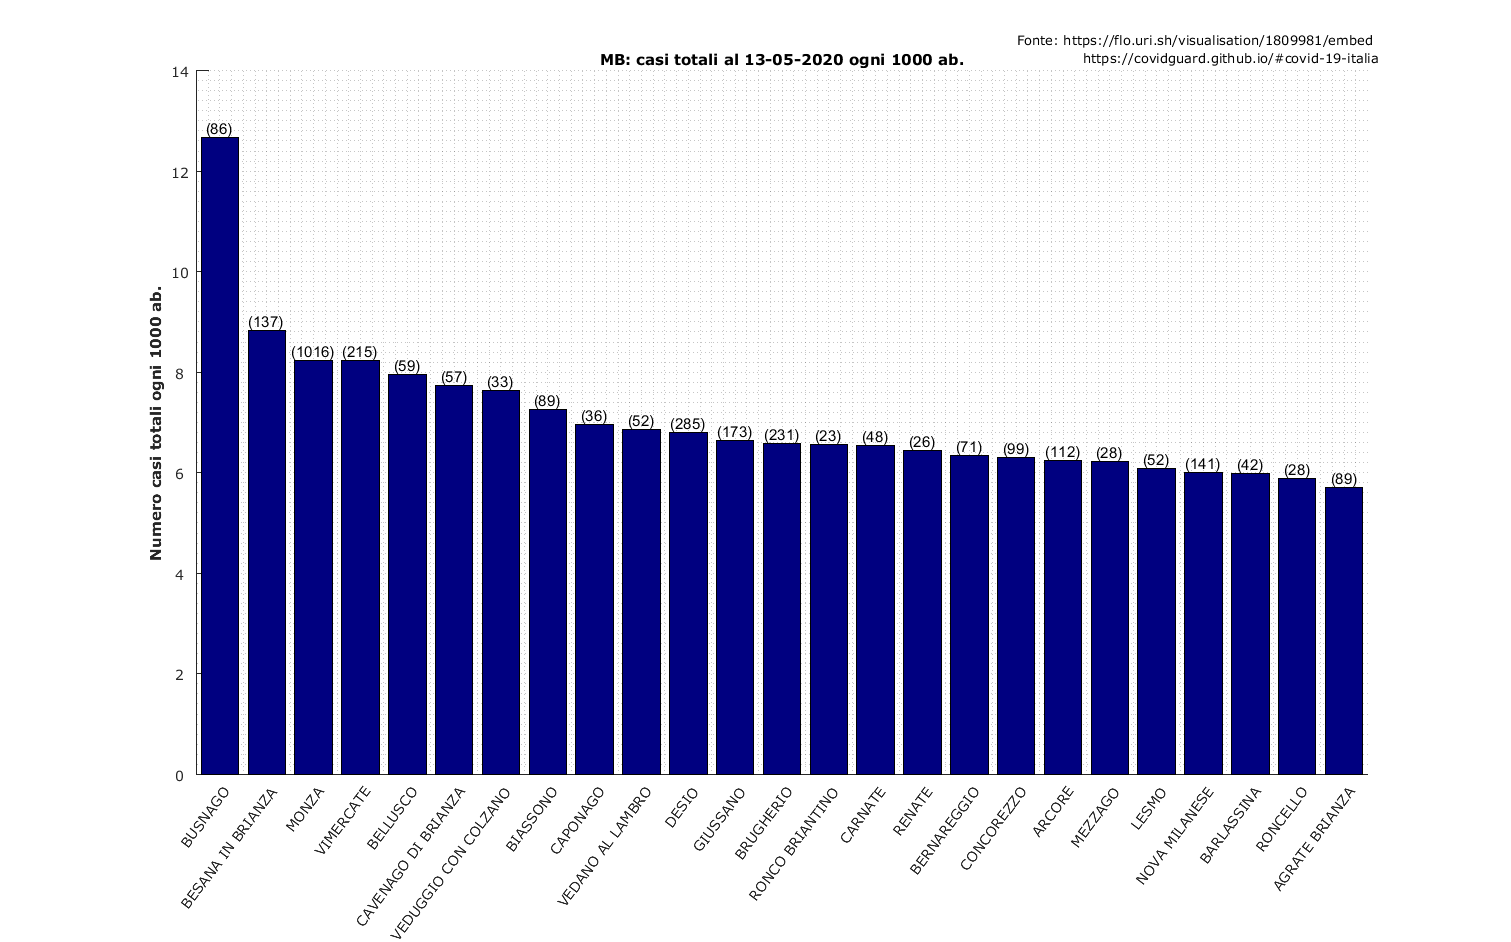 Fonte: https://flo.uri.sh/visualisation/1809981/embed
https://covidguard.github.io/#covid-19-italia
MB: casi totali al 13-05-2020 ogni 1000 ab.
Numero casi totali ogni 1000 ab.
14
12
10
8
6
4
2
0
(86)
(137)
(1016)
(215)
(59)
(57)
(33)
(89)
(36)
(52)
(285)
(173)
(231)
(23)
(48)
(26)
(71)
(99)
(112)
(28)
(52)
(141)
(42)
(28)
(89)
BUSNAGO
BESANA IN BRIANZA
MONZA
VIMERCATE
BELLUSCO
CAVENAGO DI BRIANZA
VEDUGGIO CON COLZANO
BIASSONO
CAPONAGO
VEDANO AL LAMBRO
DESIO
GIUSSANO
BRUGHERIO
RONCO BRIANTINO
CARNATE
RENATE
BERNAREGGIO
CONCOREZZO
ARCORE
MEZZAGO
LESMO
NOVA MILANESE
BARLASSINA
RONCELLO
AGRATE BRIANZA